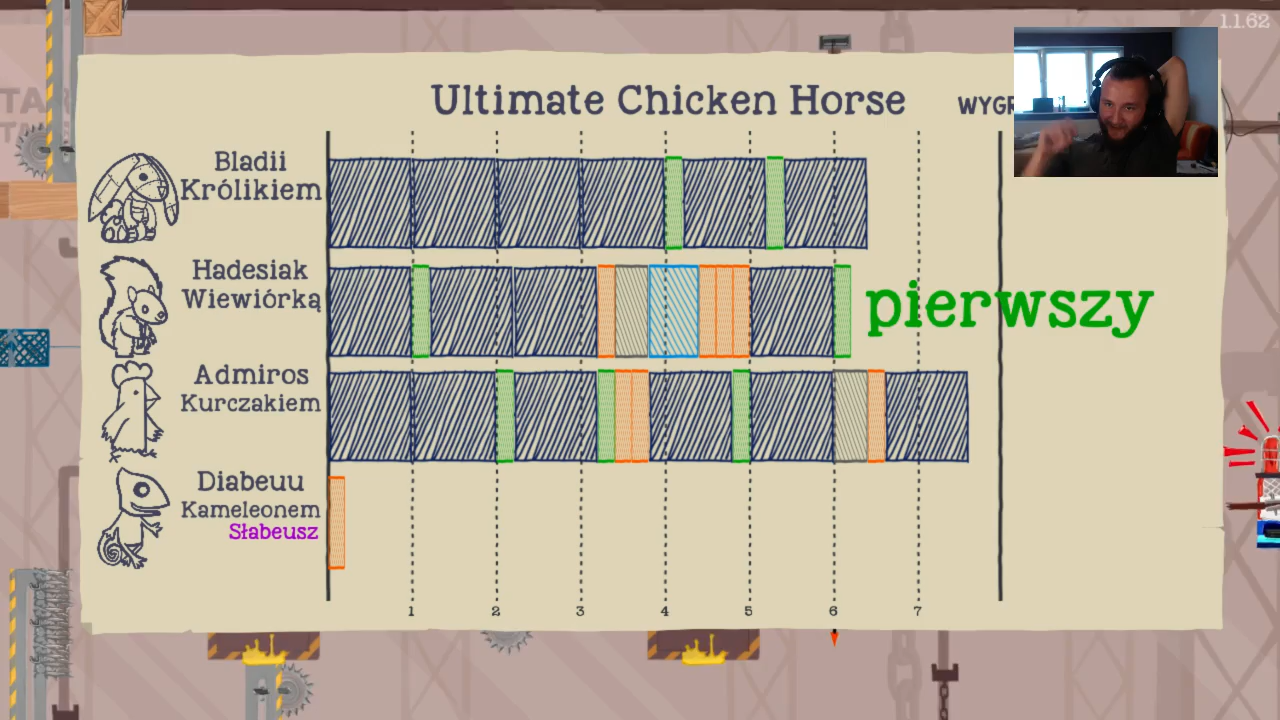 1.1.62
Ultimate Chicken Horse
WYGR
Bladii
Królikiem
Hadesiak
Wiewiórką
pierwszy
Admiros
Kurczakiem
Diabeuu
Kameleonem
Słabeusz
1 2 3 4 5 6 7